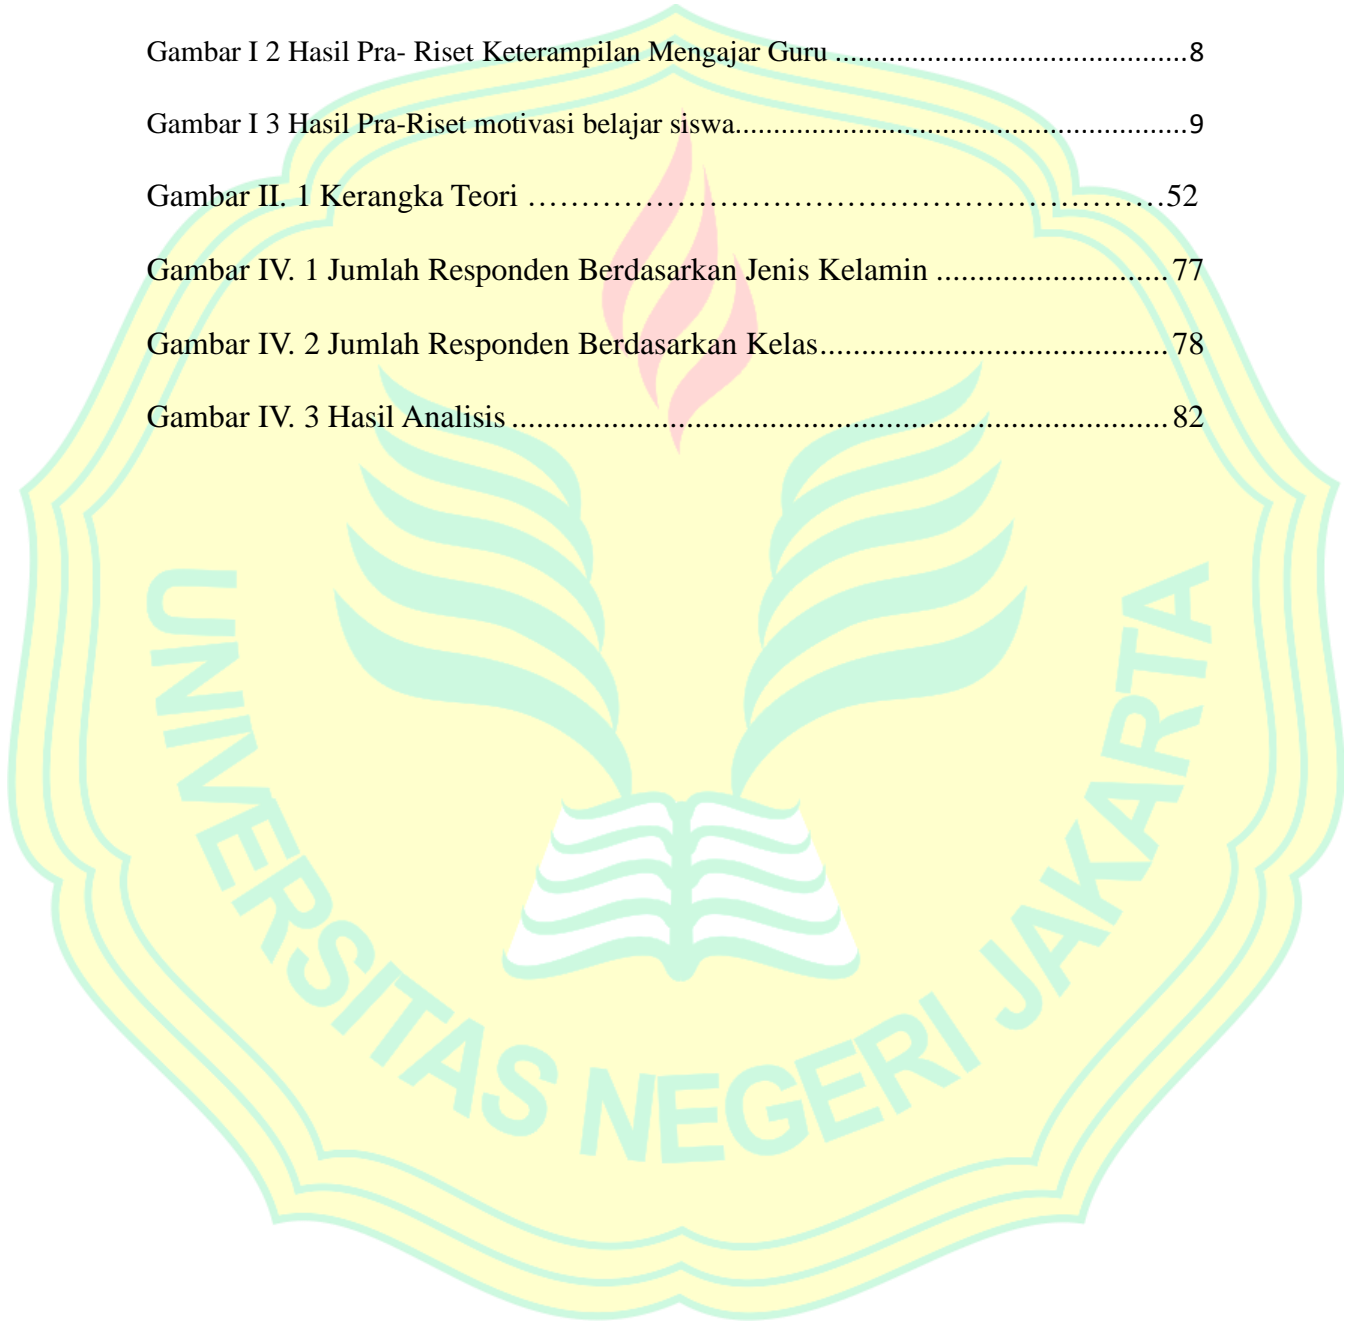 Gambar I 2 Hasil Pra- Riset Keterampilan Mengajar Guru ..............................................8
Gambar I 3 Hasil Pra-Riset motivasi belajar siswa...........................................................9
Gambar II. 1 Kerangka Teori ………………………………………………………52
Gambar IV. 1 Jumlah Responden Berdasarkan Jenis Kelamin ............................ 77
Gambar IV. 2 Jumlah Responden Berdasarkan Kelas.......................................... 78
Gambar IV. 3 Hasil Analisis ................................................................................ 82
UNIVERSITAS NEGERI JAKARTA